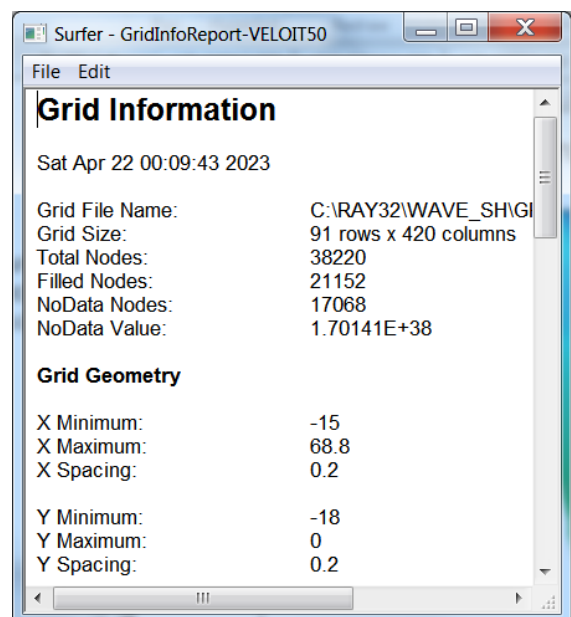 Surfer - GridInfoReport-VELOIT50
File Edit
Grid Information
Sat Apr 22 00:09:43 2023
Grid File Name: C:\RAY32\WAVE_SH\
Grid Size: 91 rows x 420 columns
Total Nodes: 38220
Filled Nodes: 21152
NoData Nodes: 17068
NoData Value: 1.70141E+38
Grid Geometry
X Minimum: -15
X Maximum: 68.8
X Spacing: 0.2
Y Minimum: -18
Y Maximum: 0
Y Spacing: 0.2